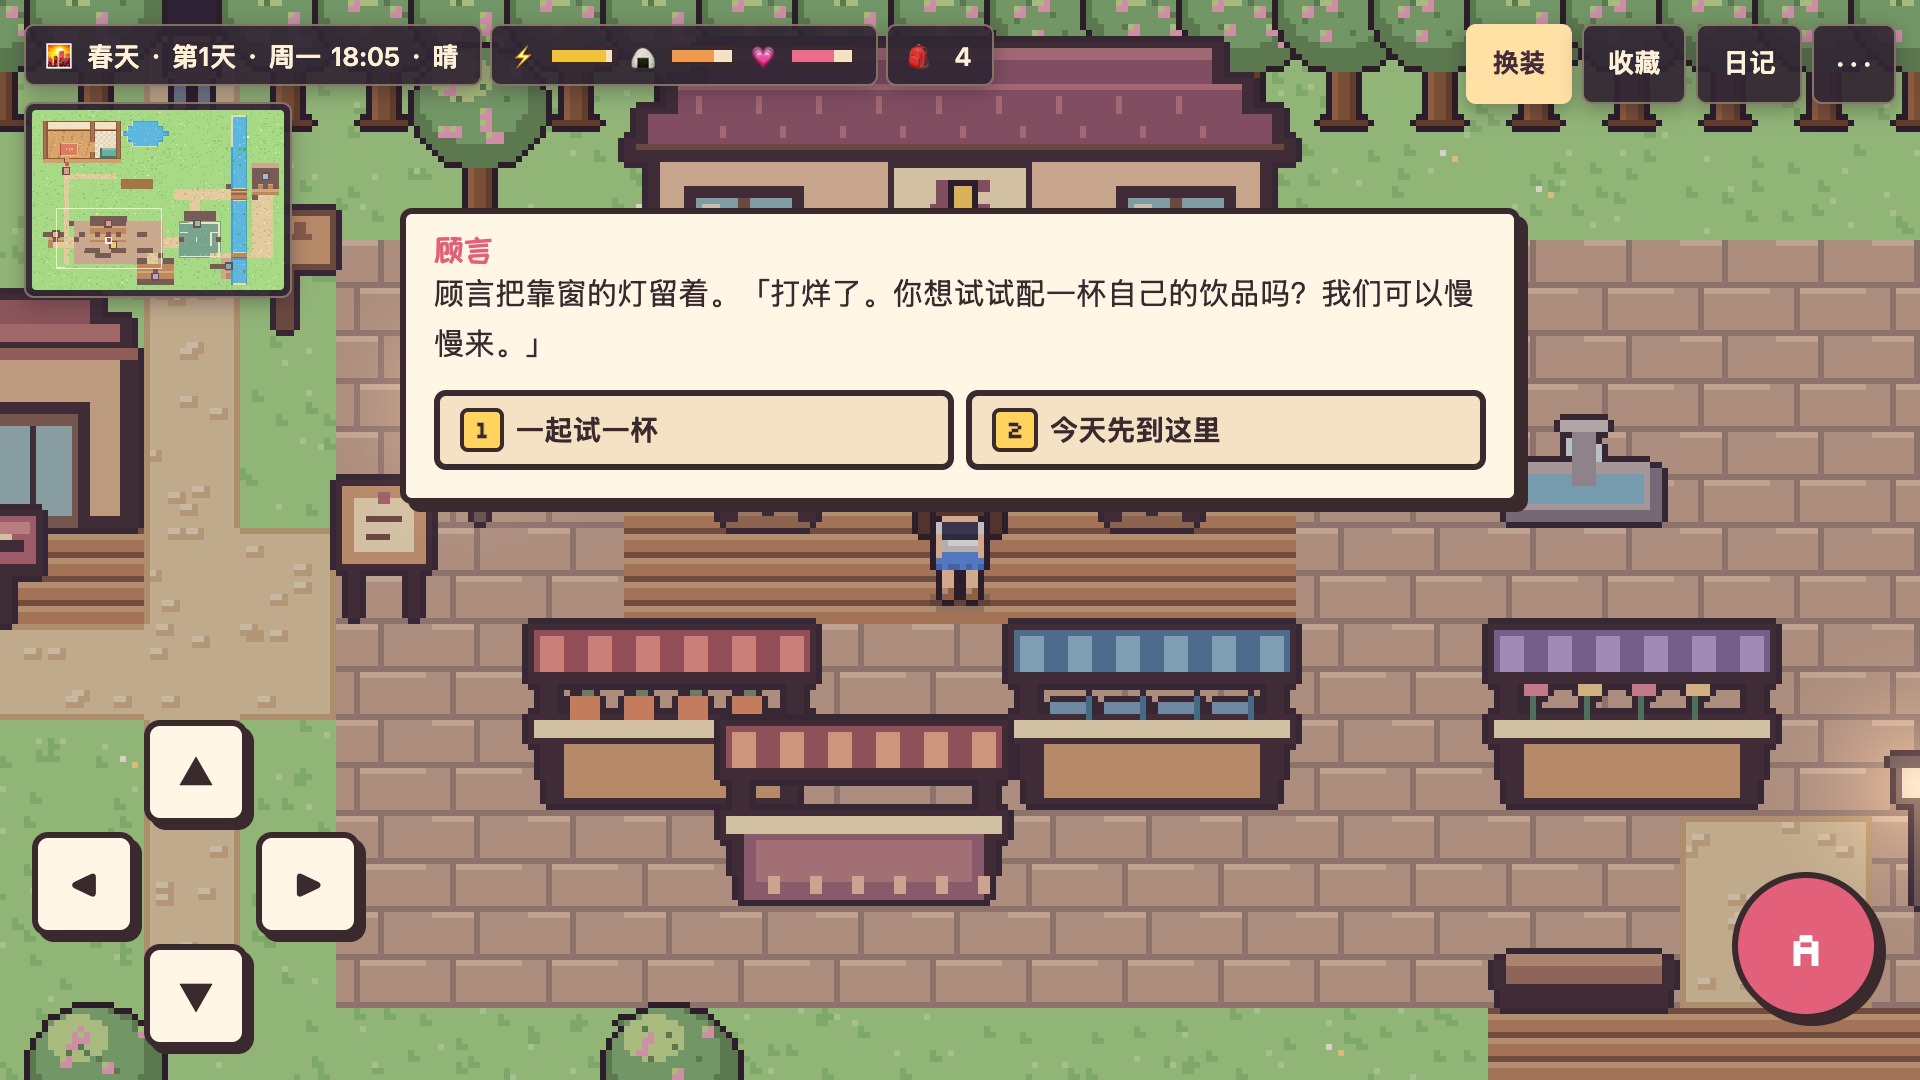 春天 · 第1天 · 周一 18:05 · 晴
4
换装
收藏
日记
···
顾言
顾言把靠窗的灯留着。「打烊了。你想试试配一杯自己的饮品吗？我们可以慢
慢来。」
1 一起试一杯
2 今天先到这里
A